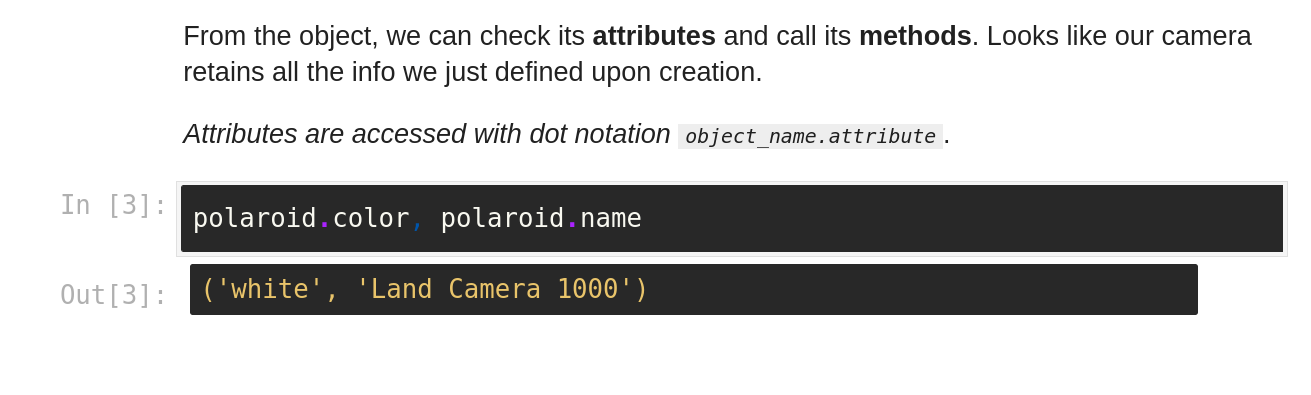 From the object, we can check its attributes and call its methods. Looks like our camera
retains all the info we just defined upon creation.
Attributes are accessed with dot notation object_name.attribute.
In [3]:
polaroid.color, polaroid.name
Out[3]:
('white', 'Land Camera 1000')